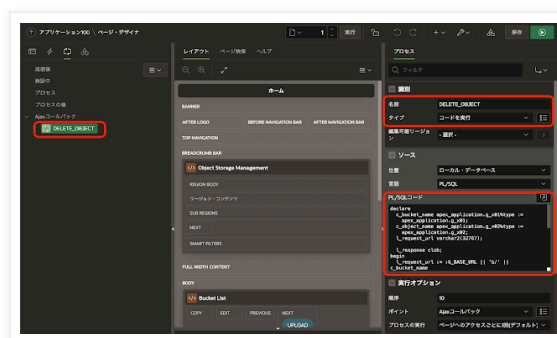 アプリケーション100 \ ページ・デザイナ
1
実行
保存
レイアウト ページ検索 ヘルプ
プロセス
送信後
検証中
プロセス
プロセスの後
Ajaxコールバック
DELETE_OBJECT
ホーム
BANNER
AFTER LOGO
BEFORE NAVIGATION BAR
AFTER NAVIGATION BAR
TOP NAVIGATION
BREADCRUMB BAR
Object Storage Management
REGION BODY
リージョン・コンテンツ
SUB REGIONS
NEXT
SMART FILTERS
FULL WIDTH CONTENT
BODY
Bucket List
COPY EDIT PREVIOUS NEXT
UPLOAD
フィルタ
識別
名前 DELETE_OBJECT
タイプ コードを実行
編集可能リージョン
- 選択 -
ソース
位置 ローカル・データベース
言語 PL/SQL
PL/SQLコード
declare
c_bucket_name apex_application.g_x01%type :=
apex_application.g_x01;
c_object_name apex_application.g_x02%type :=
apex_application.g_x02;
l_request_url varchar2(32767);
l_response clob;
begin
l_request_url := :G_BASE_URL || 'b/' ||
c_bucket_name
実行オプション
順序 10
ポイント Ajaxコールバック
プロセスの実行 ページへのアクセスごとに1回(デフォルト)